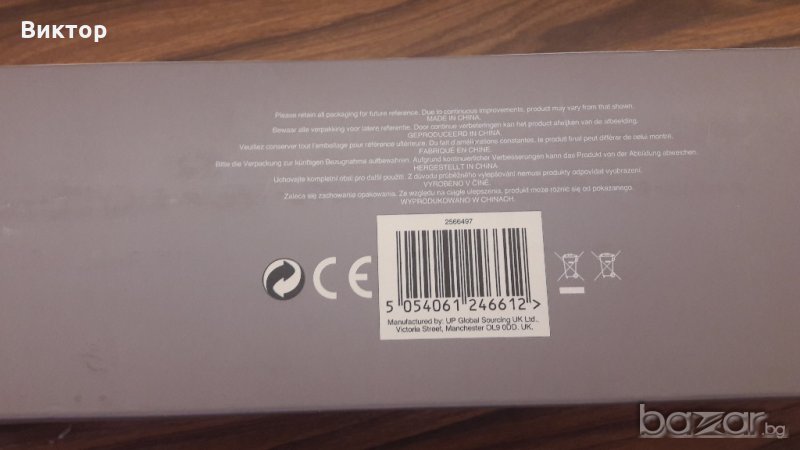 Виктор
Please retain all packaging for future reference. Due to continuous improvements, product may vary from that shown.
MADE IN CHINA.
Bewaar alle verpakking voor latere referentie. Door continue verbeteringen kan het product afwijken van de afbeelding.
GEPRODUCEERD IN CHINA
Veuillez conserver tout l'emballage pour référence ultérieure. Du fait d'améliorations constantes, le produit final peut différer de celui montré.
FABRIQUE EN CHINE
Bitte die Verpackung zur künftigen Bezugnahme aufbewahren. Aufgrund kontinuierlicher Verbesserungen kann das Produkt von der Abbildung abweichen.
HERGESTELLT IN CHINA
Uchovejte kompletní obal pro další použití. Z důvodu průběžného vylepšování nemusí produkty odpovídat vyobrazení.
VYROBENO V ČÍNĚ.
Zaleca się zachowania opakowania. Ze względu na ciągłe ulepszenia, produkt może różnic się od pokazanego.
WYPRODUKOWANO W CHINACH.
2566497
CE
5 054061 246612 >
Manufactured by: UP Global Sourcing UK Ltd.,
Victoria Street, Manchester OL9 0DD. UK.
bazar.bg